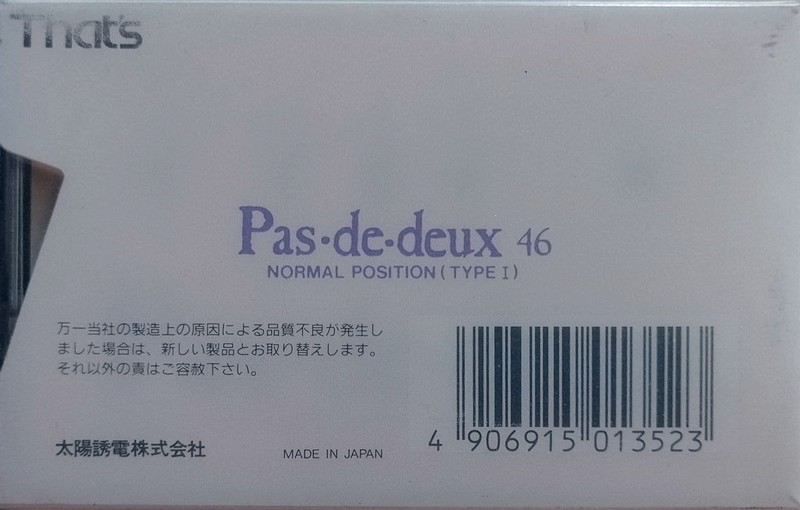 That's
Pas·de·deux 46
NORMAL POSITION (TYPE I)
万一当社の製造上の原因による品質不良が発生し
ました場合は、新しい製品とお取り替えします。
それ以外の責はご容赦下さい。
太陽誘電株式会社
MADE IN JAPAN
4 906915 013523